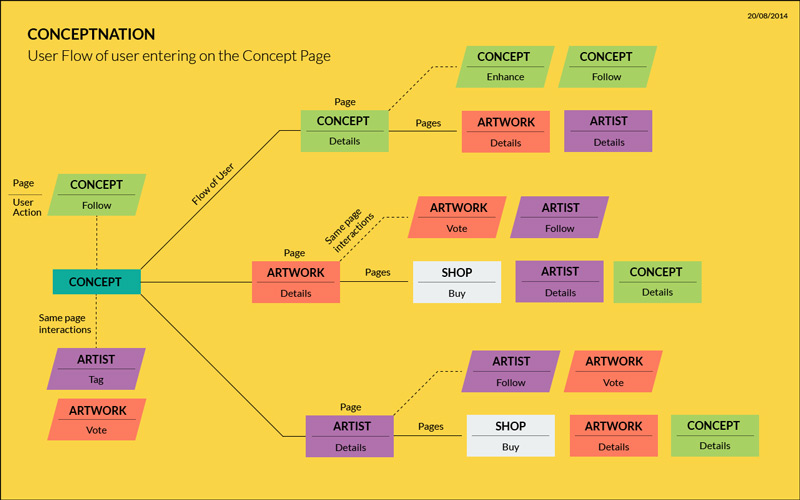 20/08/2014
CONCEPTNATION
User Flow of user entering on the Concept Page
CONCEPT
Enhance
CONCEPT
Follow
Page
CONCEPT
Details
Pages
ARTWORK
Details
ARTIST
Details
Flow of User
Page
User
Action
CONCEPT
Follow
CONCEPT
Same page
interactions
ARTIST
Tag
ARTWORK
Vote
Page
ARTWORK
Details
Same page
interactions
ARTWORK
Vote
ARTIST
Follow
Pages
SHOP
Buy
ARTIST
Details
CONCEPT
Details
Page
ARTIST
Details
ARTIST
Follow
ARTWORK
Vote
Pages
SHOP
Buy
ARTWORK
Details
CONCEPT
Details